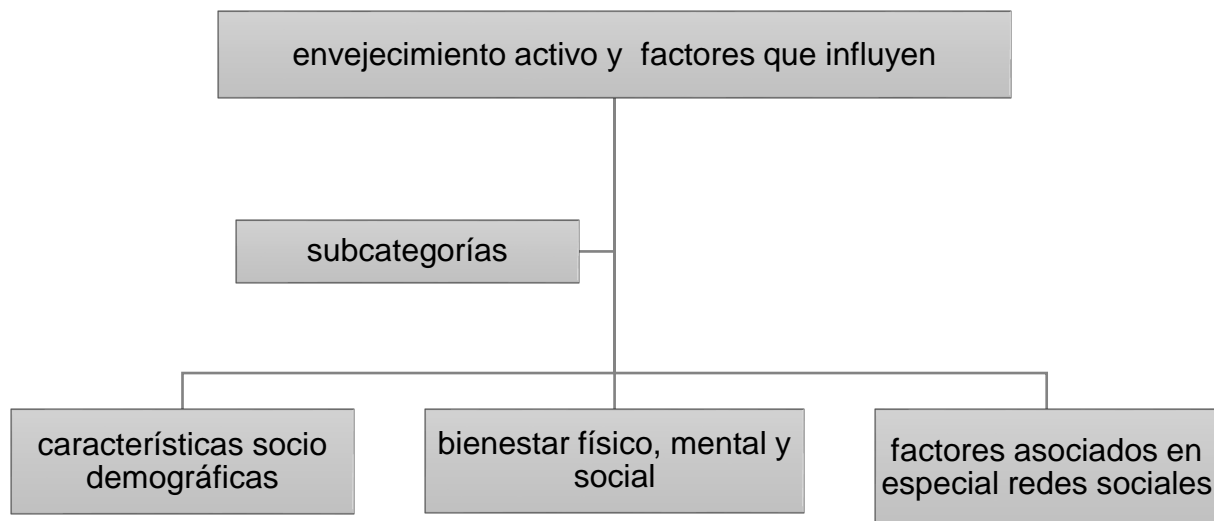 envejecimiento activo y  factores que influyen
subcategorías
características socio
demográficas
bienestar físico, mental y
social
factores asociados en
especial redes sociales